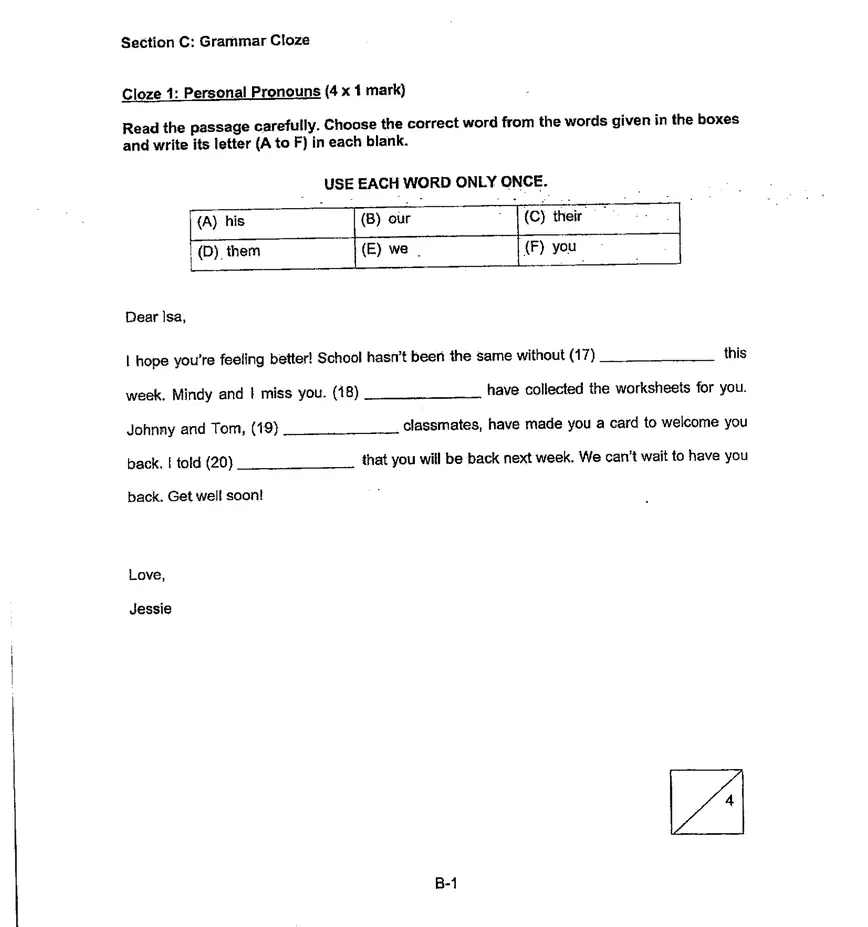 Section C: Grammar Cloze
Cloze 1: Personal Pronouns (4 x 1 mark)
Read the passage carefully. Choose the correct word from the words given in the boxes
and write its letter (A to F) in each blank.
USE EACH WORD ONLY ONCE.
(A) his (B) our (C) their
(D) them (E) we (F) you
Dear Isa,
I hope you're feeling better! School hasn't been the same without (17) ______________ this
week. Mindy and I miss you. (18) ______________ have collected the worksheets for you.
Johnny and Tom, (19) ______________ classmates, have made you a card to welcome you
back. I told (20) ______________ that you will be back next week. We can't wait to have you
back. Get well soon!
Love,
Jessie
4
B-1